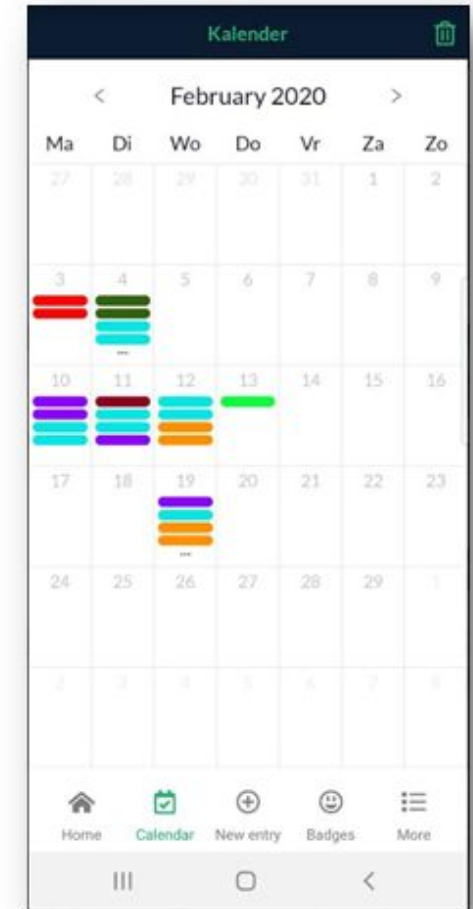 Kalender
< February 2020 >
Ma Di Wo Do Vr Za Zo
27 28 29 30 31 1 2
3 4 5 6 7 8 9
...
10 11 12 13 14 15 16
17 18 19 20 21 22 23
...
24 25 26 27 28 29 1
2 3 4 5 6 7 8
Home Calendar New entry Badges More